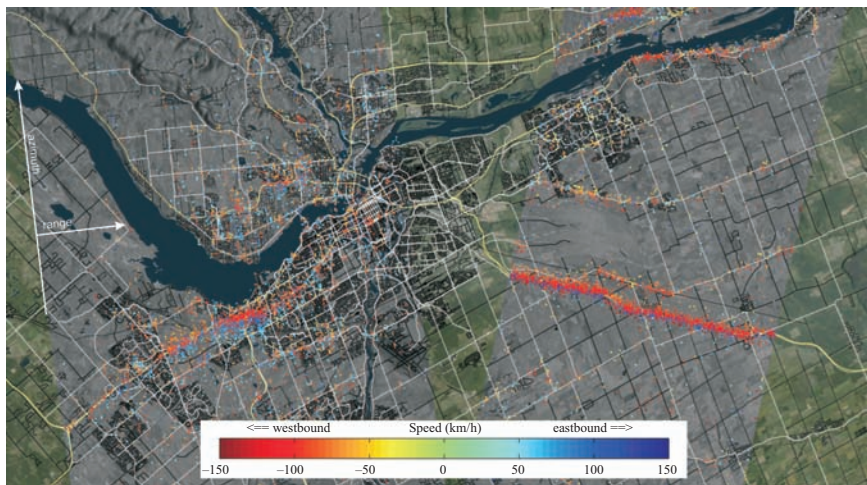 azimuth
range
<== westbound Speed (km/h) eastbound ==>
−150 −100 −50 0 50 100 150